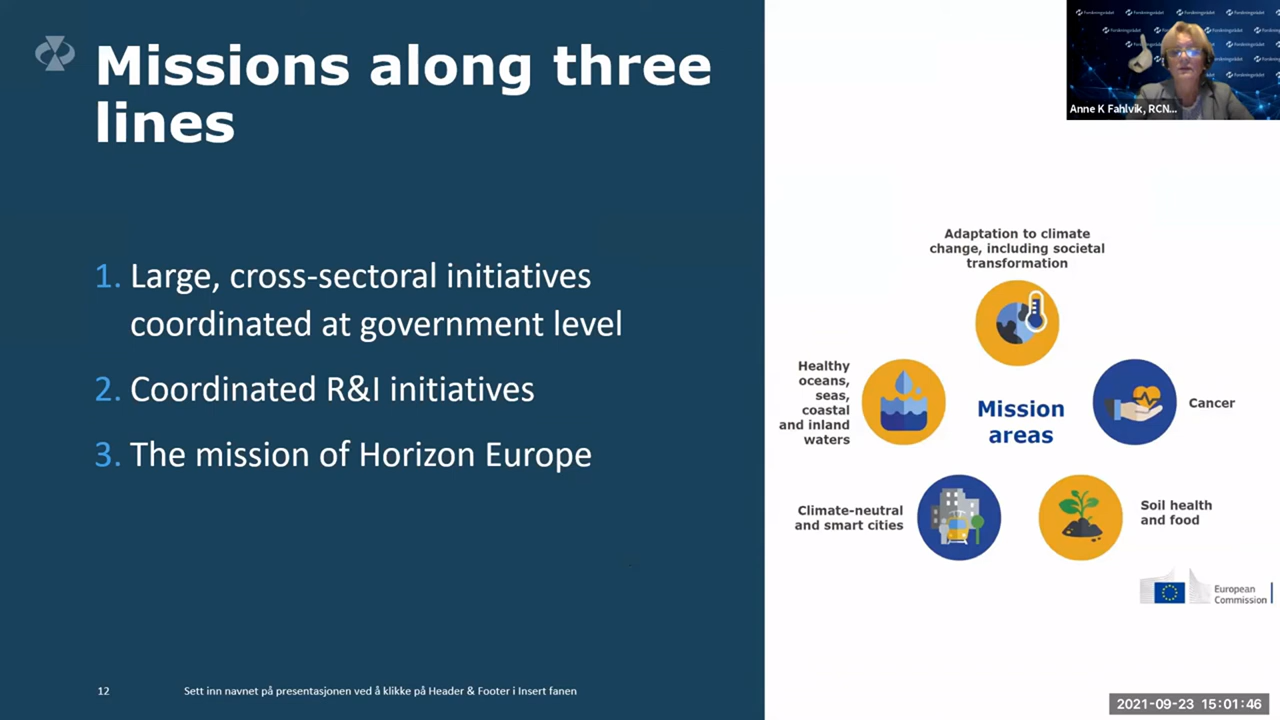 Missions along three
lines
1. Large, cross-sectoral initiatives
coordinated at government level
2. Coordinated R&I initiatives
3. The mission of Horizon Europe
12
Sett inn navnet på presentasjonen ved å klikke på Header & Footer i Insert fanen
Forskningsrådet
Anne K Fahlvik, RCN...
Adaptation to climate
change, including societal
transformation
Healthy
oceans,
seas,
coastal
and inland
waters
Mission
areas
Cancer
Climate-neutral
and smart cities
Soil health
and food
European
Commission
2021-09-23 15:01:46